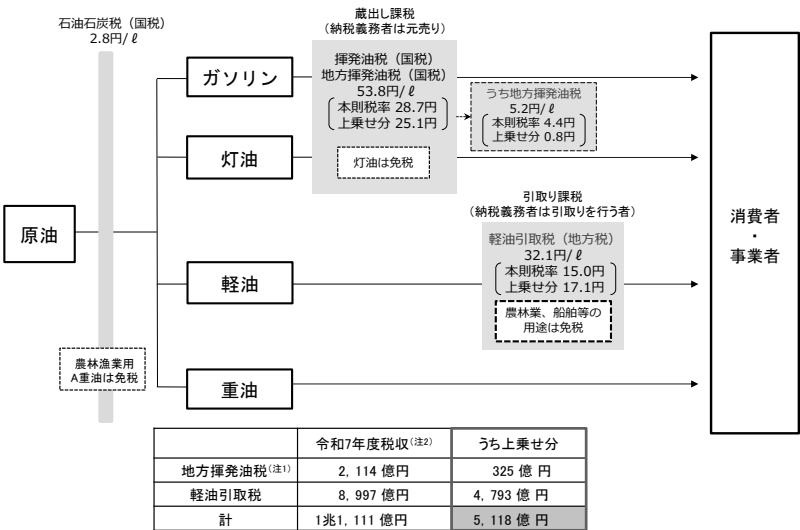 石油石炭税（国税）
2.8円/ℓ
蔵出し課税
（納税義務者は元売り）
ガソリン
揮発油税（国税）
地方揮発油税（国税）
53.8円/ℓ
本則税率 28.7円
上乗せ分 25.1円
うち地方揮発油税
5.2円/ℓ
本則税率 4.4円
上乗せ分 0.8円
灯油
灯油は免税
引取り課税
（納税義務者は引取りを行う者）
原油
軽油
軽油引取税（地方税）
32.1円/ℓ
本則税率 15.0円
上乗せ分 17.1円
農林業、船舶等の
用途は免税
消費者
・
事業者
農林漁業用
A重油は免税
重油
令和7年度税収(注2) うち上乗せ分
地方揮発油税(注1) 2,114 億円 325 億円
軽油引取税 8,997 億円 4,793 億円
計 1兆1,111 億円 5,118 億円